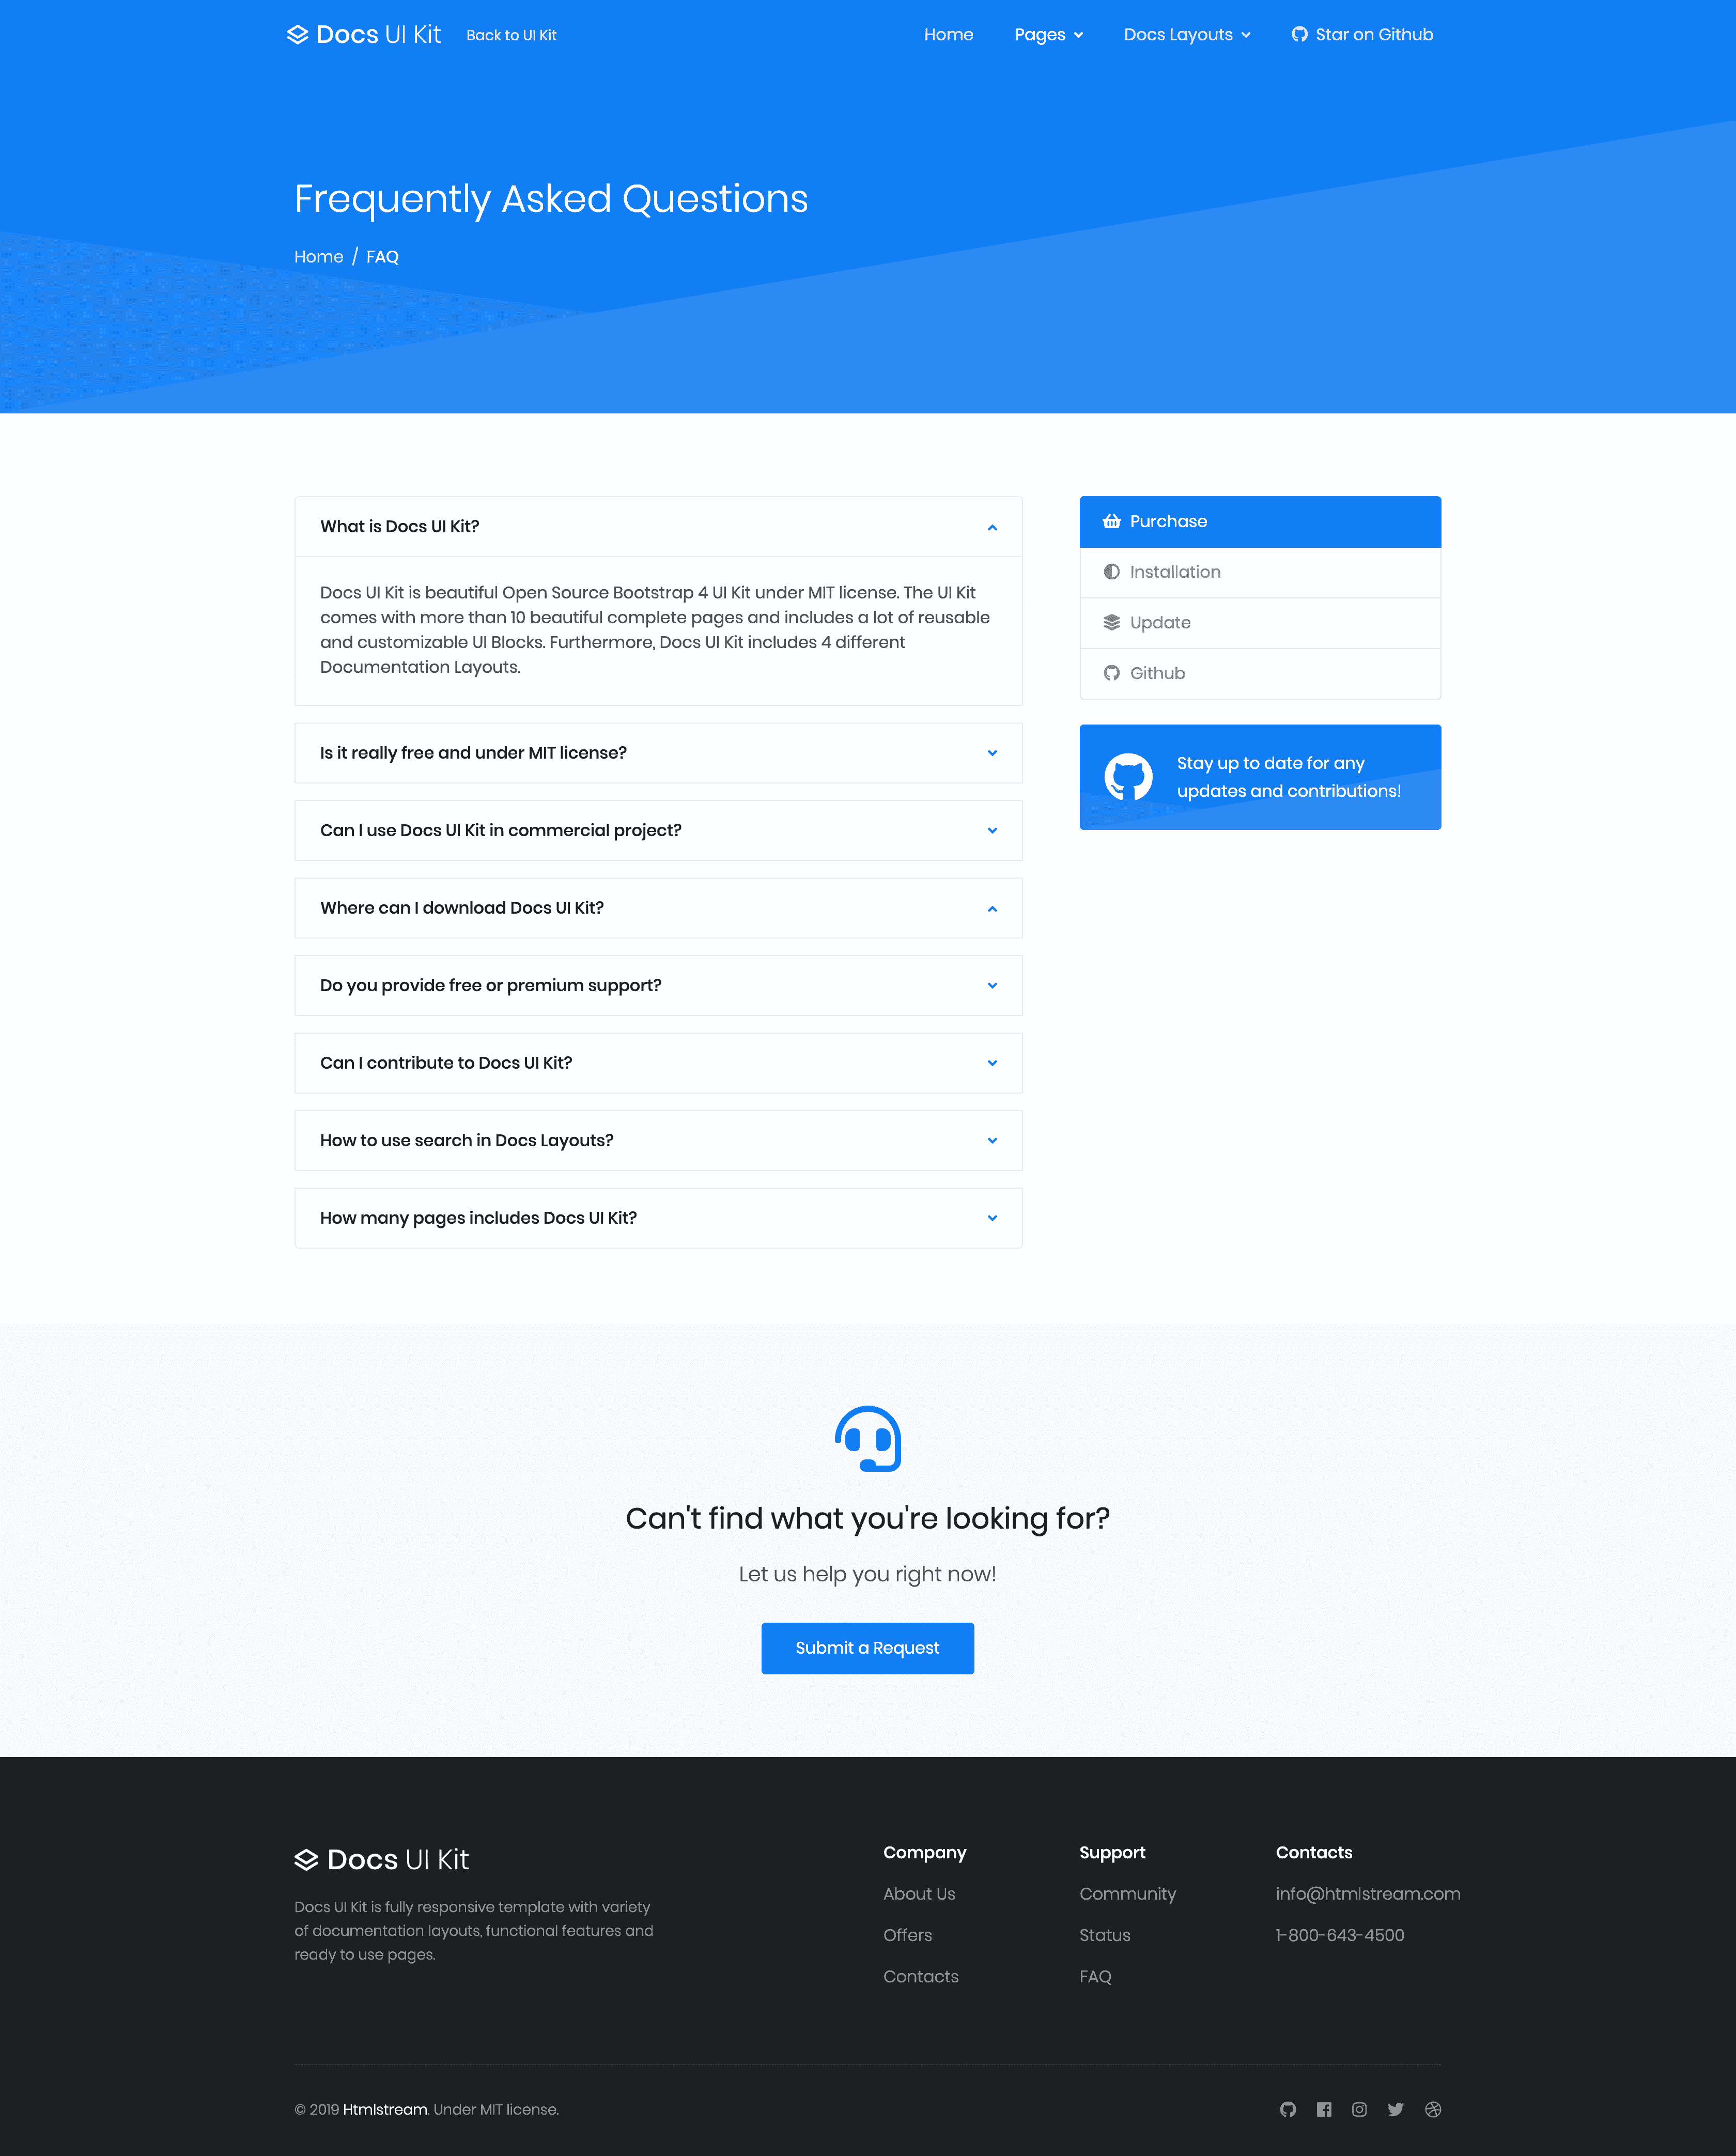 Docs UI Kit
Back to UI Kit
Home
Pages
Docs Layouts
Star on Github
Frequently Asked Questions
Home / FAQ
What is Docs UI Kit?
Docs UI Kit is beautiful Open Source Bootstrap 4 UI Kit under MIT license. The UI Kit
comes with more than 10 beautiful complete pages and includes a lot of reusable
and customizable UI Blocks. Furthermore, Docs UI Kit includes 4 different
Documentation Layouts.
Is it really free and under MIT license?
Can I use Docs UI Kit in commercial project?
Where can I download Docs UI Kit?
Do you provide free or premium support?
Can I contribute to Docs UI Kit?
How to use search in Docs Layouts?
How many pages includes Docs UI Kit?
Purchase
Installation
Update
Github
Stay up to date for any
updates and contributions!
Can't find what you're looking for?
Let us help you right now!
Submit a Request
Docs UI Kit
Docs UI Kit is fully responsive template with variety
of documentation layouts, functional features and
ready to use pages.
Company
About Us
Offers
Contacts
Support
Community
Status
FAQ
Contacts
info@htmlstream.com
1-800-643-4500
© 2019 Htmlstream. Under MIT license.